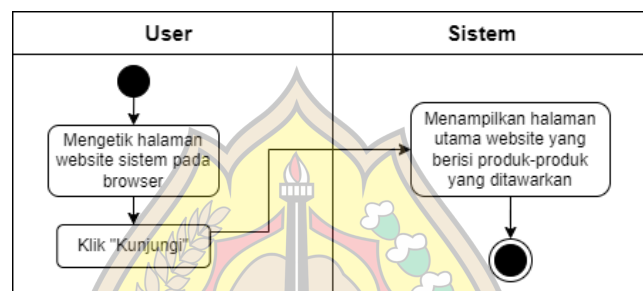 User
Sistem
Mengetik halaman
website sistem pada
browser
Klik "Kunjungi"
Menampilkan halaman
utama website yang
berisi produk-produk
yang ditawarkan